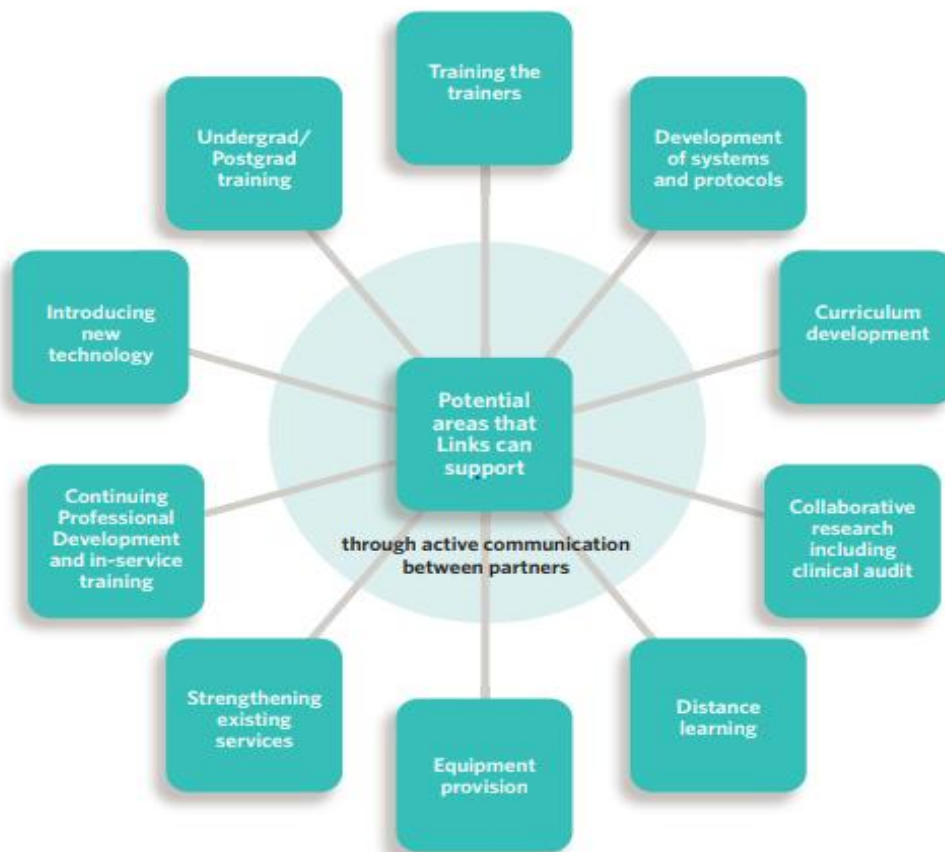 Training the
trainers
Development
of systems
and protocols
Curriculum
development
Collaborative
research
including
clinical audit
Distance
learning
Equipment
provision
Strengthening
existing
services
Continuing
Professional
Development
and in-service
training
Introducing
new
technology
Undergrad/
Postgrad
training
Potential
areas that
Links can
support
through active communication
between partners